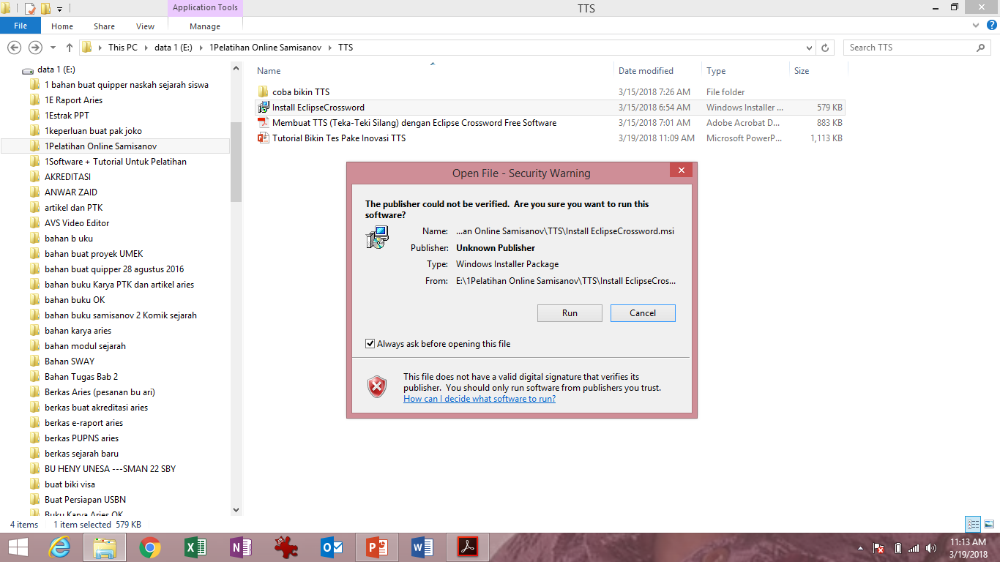 Application Tools
TTS
File
Home
Share
View
Manage
This PC
data 1 (E:)
1Pelatihan Online Samisanov
TTS
Search TTS
data 1 (E:)
1 bahan buat quipper naskah sejarah siswa
1E Raport Aries
1Estrak PPT
1keperluan buat pak joko
1Pelatihan Online Samisanov
1Software + Tutorial Untuk Pelatihan
AKREDITASI
ANWAR ZAID
artikel dan PTK
AVS Video Editor
bahan b uku
bahan buat proyek UMEK
bahan buat quipper 28 agustus 2016
bahan buku Karya PTK dan artikel aries
bahan buku OK
bahan buku samisanov 2 Komik sejarah
bahan karya aries
bahan modul sejarah
Bahan SWAY
Bahan Tugas Bab 2
Berkas Aries (pesanan bu ari)
berkas buat akreditasi aries
berkas e-raport aries
berkas PUPNS aries
berkas sejarah baru
BU HENY UNESA ---SMAN 22 SBY
buat biki visa
Buat Persiapan USBN
Buku Karya Aries OK
Name
Date modified
Type
Size
coba bikin TTS
3/15/2018 7:26 AM
File folder
Install EclipseCrossword
3/15/2018 6:54 AM
Windows Installer ...
579 KB
Membuat TTS (Teka-Teki Silang) dengan Eclipse Crossword Free Software
3/15/2018 7:01 AM
Adobe Acrobat D...
883 KB
Tutorial Bikin Tes Pake Inovasi TTS
3/19/2018 11:09 AM
Microsoft PowerP...
1,113 KB
Open File - Security Warning
The publisher could not be verified. Are you sure you want to run this
software?
Name: ...an Online Samisanov\TTS\Install EclipseCrossword.msi
Publisher: Unknown Publisher
Type: Windows Installer Package
From: E:\1Pelatihan Online Samisanov\TTS\Install EclipseCros...
Run
Cancel
Always ask before opening this file
This file does not have a valid digital signature that verifies its
publisher. You should only run software from publishers you trust.
How can I decide what software to run?
4 items
1 item selected 579 KB
11:13 AM
3/19/2018